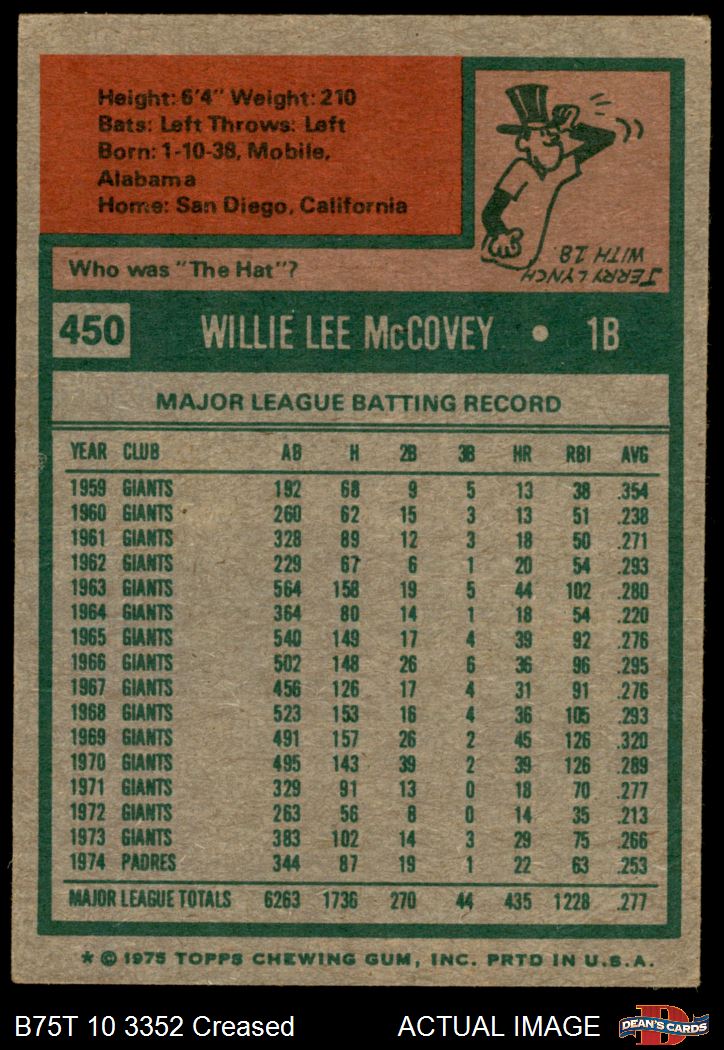 Height: 6'4" Weight: 210
Bats: Left Throws: Left
Born: 1-10-38, Mobile,
Alabama
Home: San Diego, California
Who was "The Hat"?
JERRY LYNCH
WITH 18.
450 WILLIE LEE McCOVEY • 1B
MAJOR LEAGUE BATTING RECORD
YEAR CLUB AB H 2B 3B HR RBI AVG
1959 GIANTS 192 68 9 5 13 38 .354
1960 GIANTS 260 62 15 3 13 51 .238
1961 GIANTS 328 89 12 3 18 50 .271
1962 GIANTS 229 67 6 1 20 54 .293
1963 GIANTS 564 158 19 5 44 102 .280
1964 GIANTS 364 80 14 1 18 54 .220
1965 GIANTS 540 149 17 4 39 92 .276
1966 GIANTS 502 148 26 6 36 96 .295
1967 GIANTS 456 126 17 4 31 91 .276
1968 GIANTS 523 153 16 4 36 105 .293
1969 GIANTS 491 157 26 2 45 126 .320
1970 GIANTS 495 143 39 2 39 126 .289
1971 GIANTS 329 91 13 0 18 70 .277
1972 GIANTS 263 56 8 0 14 35 .213
1973 GIANTS 383 102 14 3 29 75 .266
1974 PADRES 344 87 19 1 22 63 .253
MAJOR LEAGUE TOTALS 6263 1736 270 44 435 1228 .277
* © 1975 TOPPS CHEWING GUM, INC. PRTD IN U.S.A.
B75T 10 3352 Creased ACTUAL IMAGE
D
DEAN'S CARDS